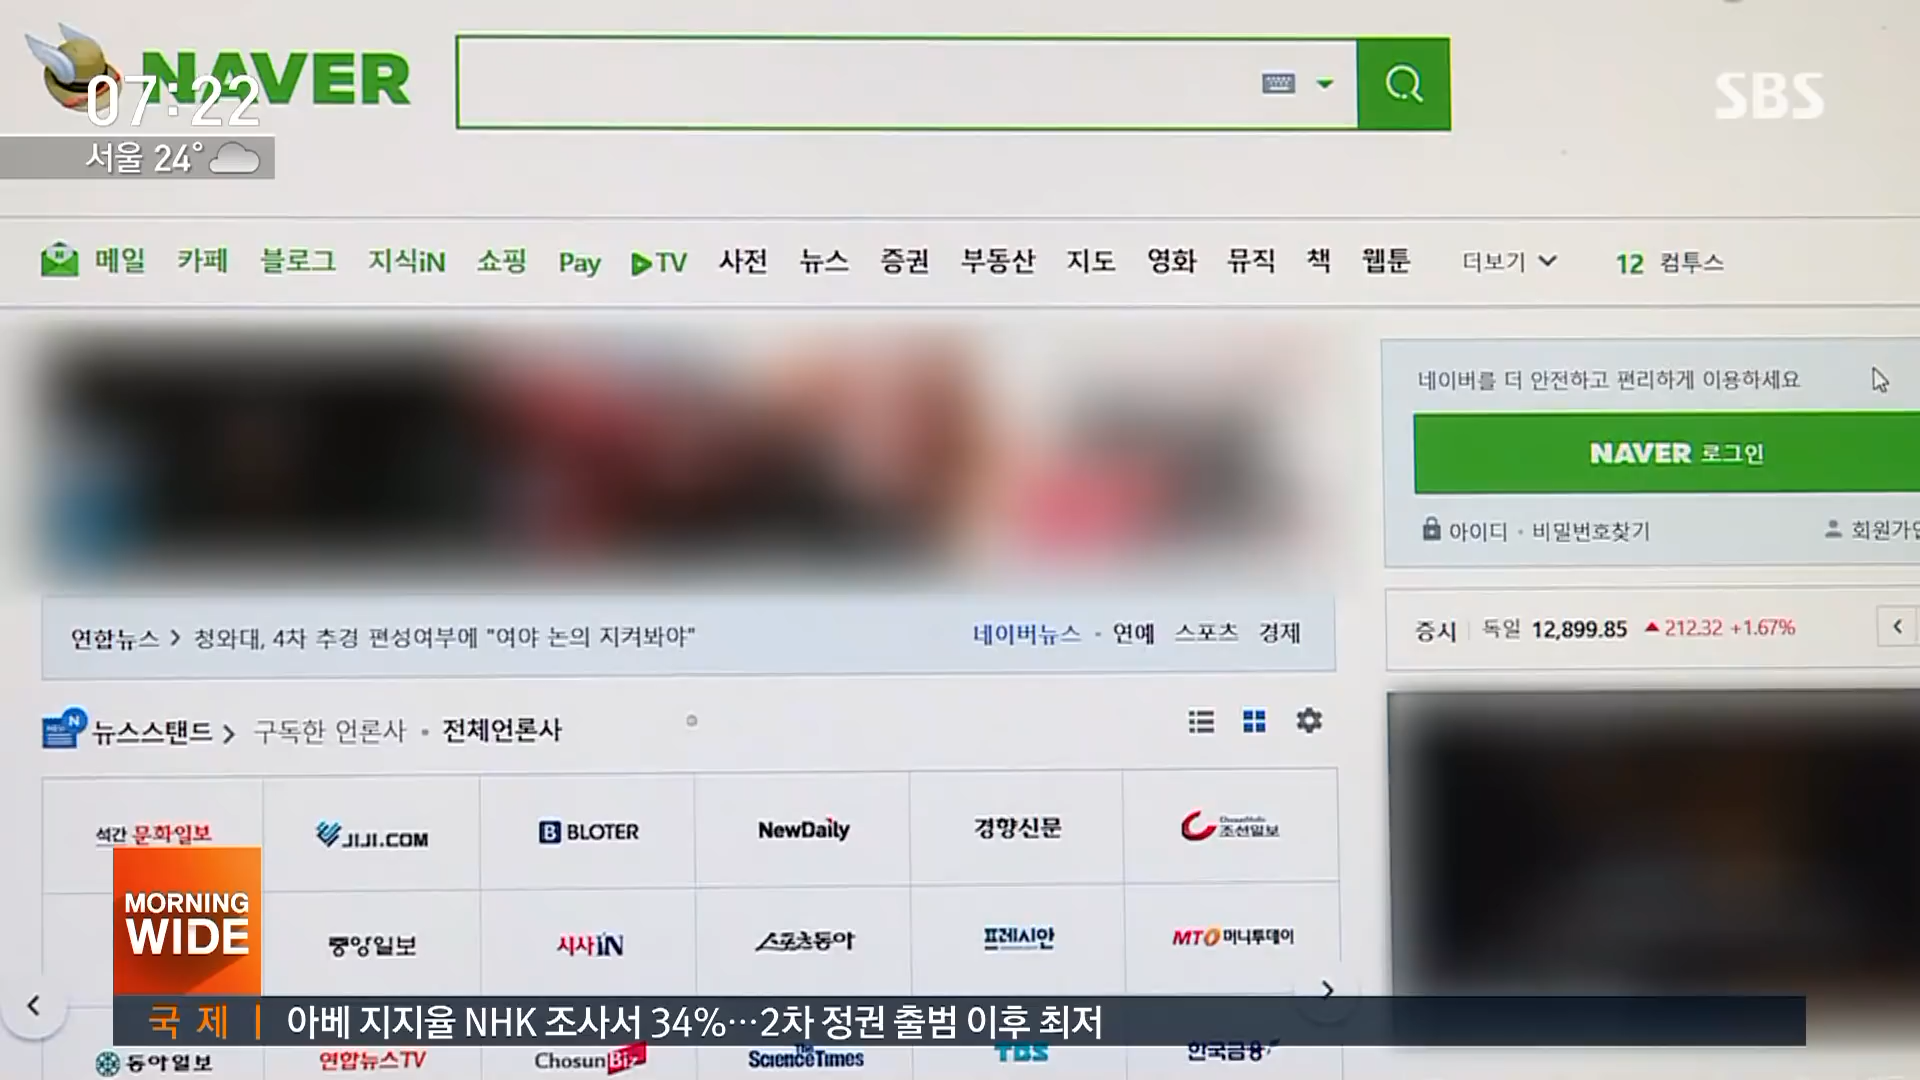 NAVER
07:22
SBS
서울 24°
메일 카페 블로그 지식iN 쇼핑 Pay TV 사전 뉴스 증권 부동산 지도 영화 뮤직 책 웹툰 더보기 12 컴투스
네이버를 더 안전하고 편리하게 이용하세요
NAVER 로그인
아이디 · 비밀번호찾기 회원가입
연합뉴스 > 청와대, 4차 추경 편성여부에 "여야 논의 지켜봐야" 네이버뉴스 · 연예 스포츠 경제
증시 독일 12,899.85 ▲ 212.32 +1.67%
뉴스스탠드 > 구독한 언론사 · 전체언론사
석간 문화일보 JIJI.COM BLOTER NewDaily 경향신문 조선일보
MORNING
WIDE
중앙일보 시사iN 스포츠동아 프레시안 MTO 머니투데이
국제 | 아베 지지율 NHK 조사서 34%…2차 정권 출범 이후 최저
동아일보 연합뉴스TV ChosunBiz The ScienceTimes TBS 한국금융